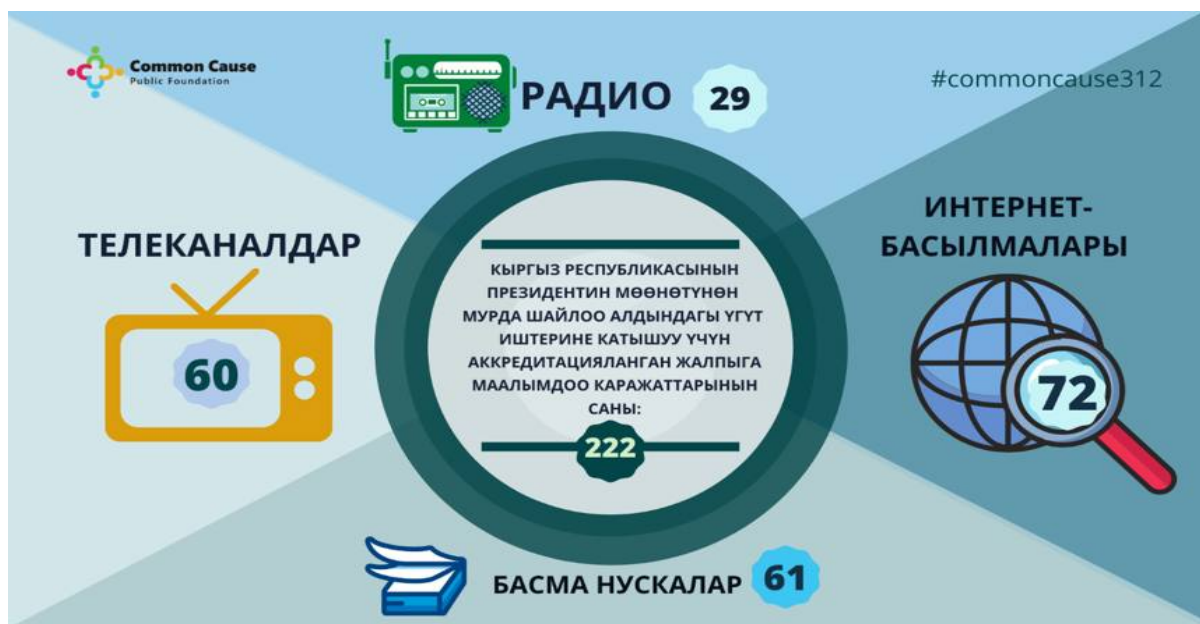 Common Cause
Public Foundation
РАДИО 29
#commoncause312
ТЕЛЕКАНАЛДАР
60
КЫРГЫЗ РЕСПУБЛИКАСЫНЫН
ПРЕЗИДЕНТИН МӨӨНӨТҮНӨН
МУРДА ШАЙЛОО АЛДЫНДАГЫ ҮГҮТ
ИШТЕРИНЕ КАТЫШУУ ҮЧҮН
АККРЕДИТАЦИЯЛАНГАН ЖАЛПЫГА
МААЛЫМДОО КАРАЖАТТАРЫНЫН
САНЫ:
222
ИНТЕРНЕТ-
БАСЫЛМАЛАРЫ
72
БАСМА НУСКАЛАР 61